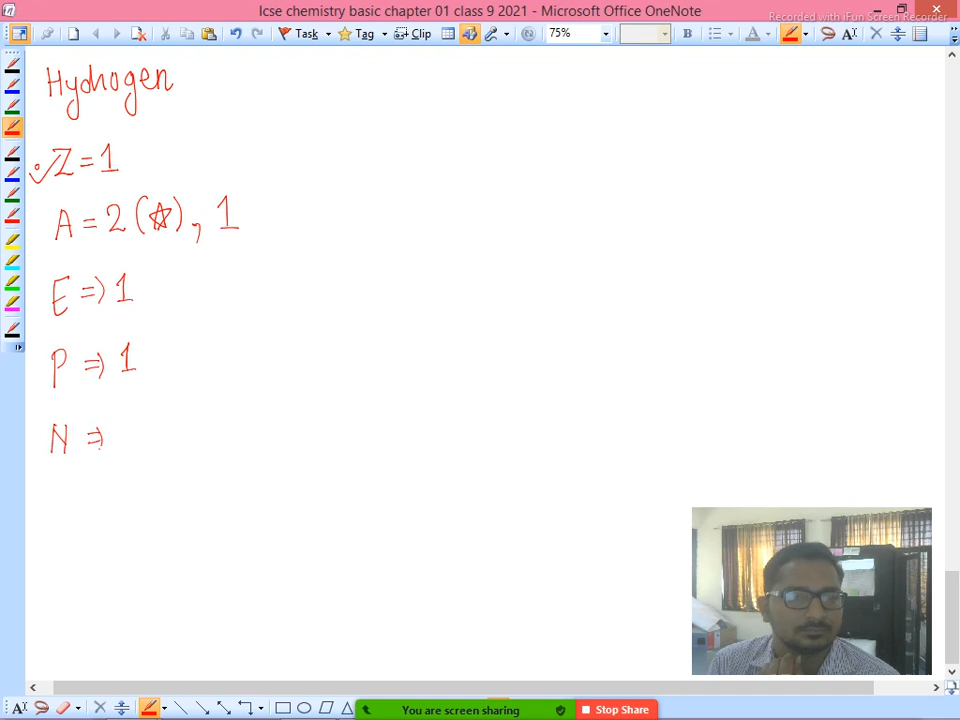 Icse chemistry basic chapter 01 class 9 2021 - Microsoft Office OneNote
Recorded with iFun Screen Recorder
Task Tag Clip 75% B A
Hydrogen
Z = 1
A = 2 (☆), 1
E => 1
P => 1
N =>
You are screen sharing Stop Share